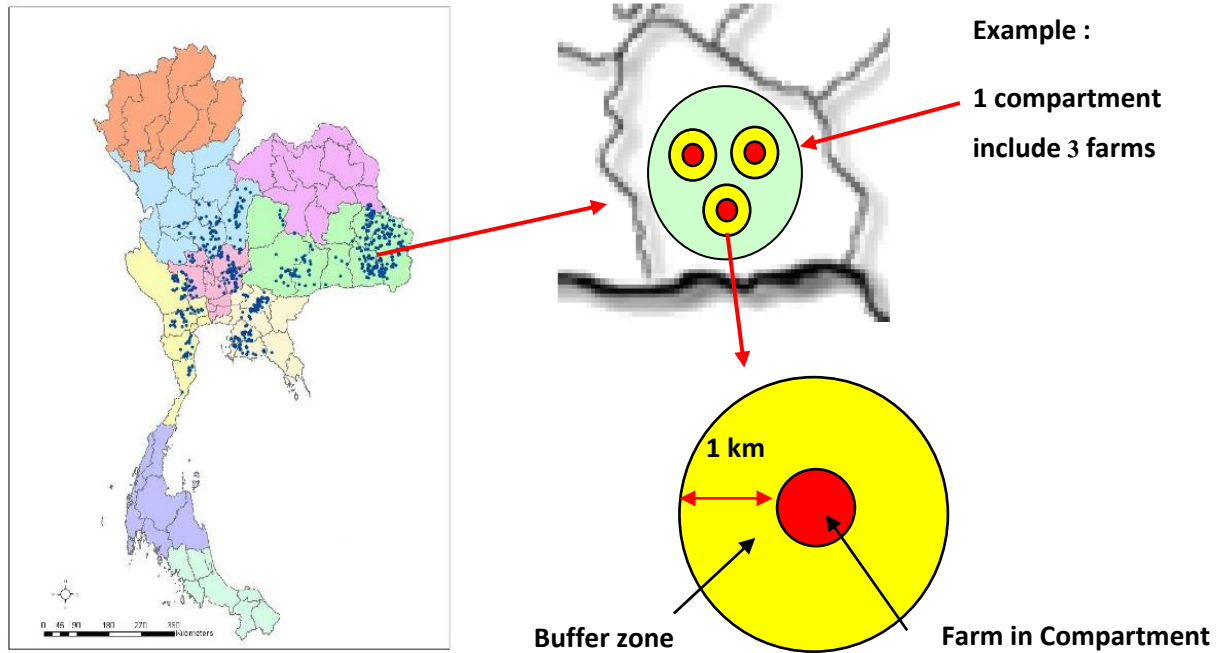 Example :
1 compartment
include 3 farms
1 km
Buffer zone
Farm in Compartment
0 45 90 180 270 360
Kilometers